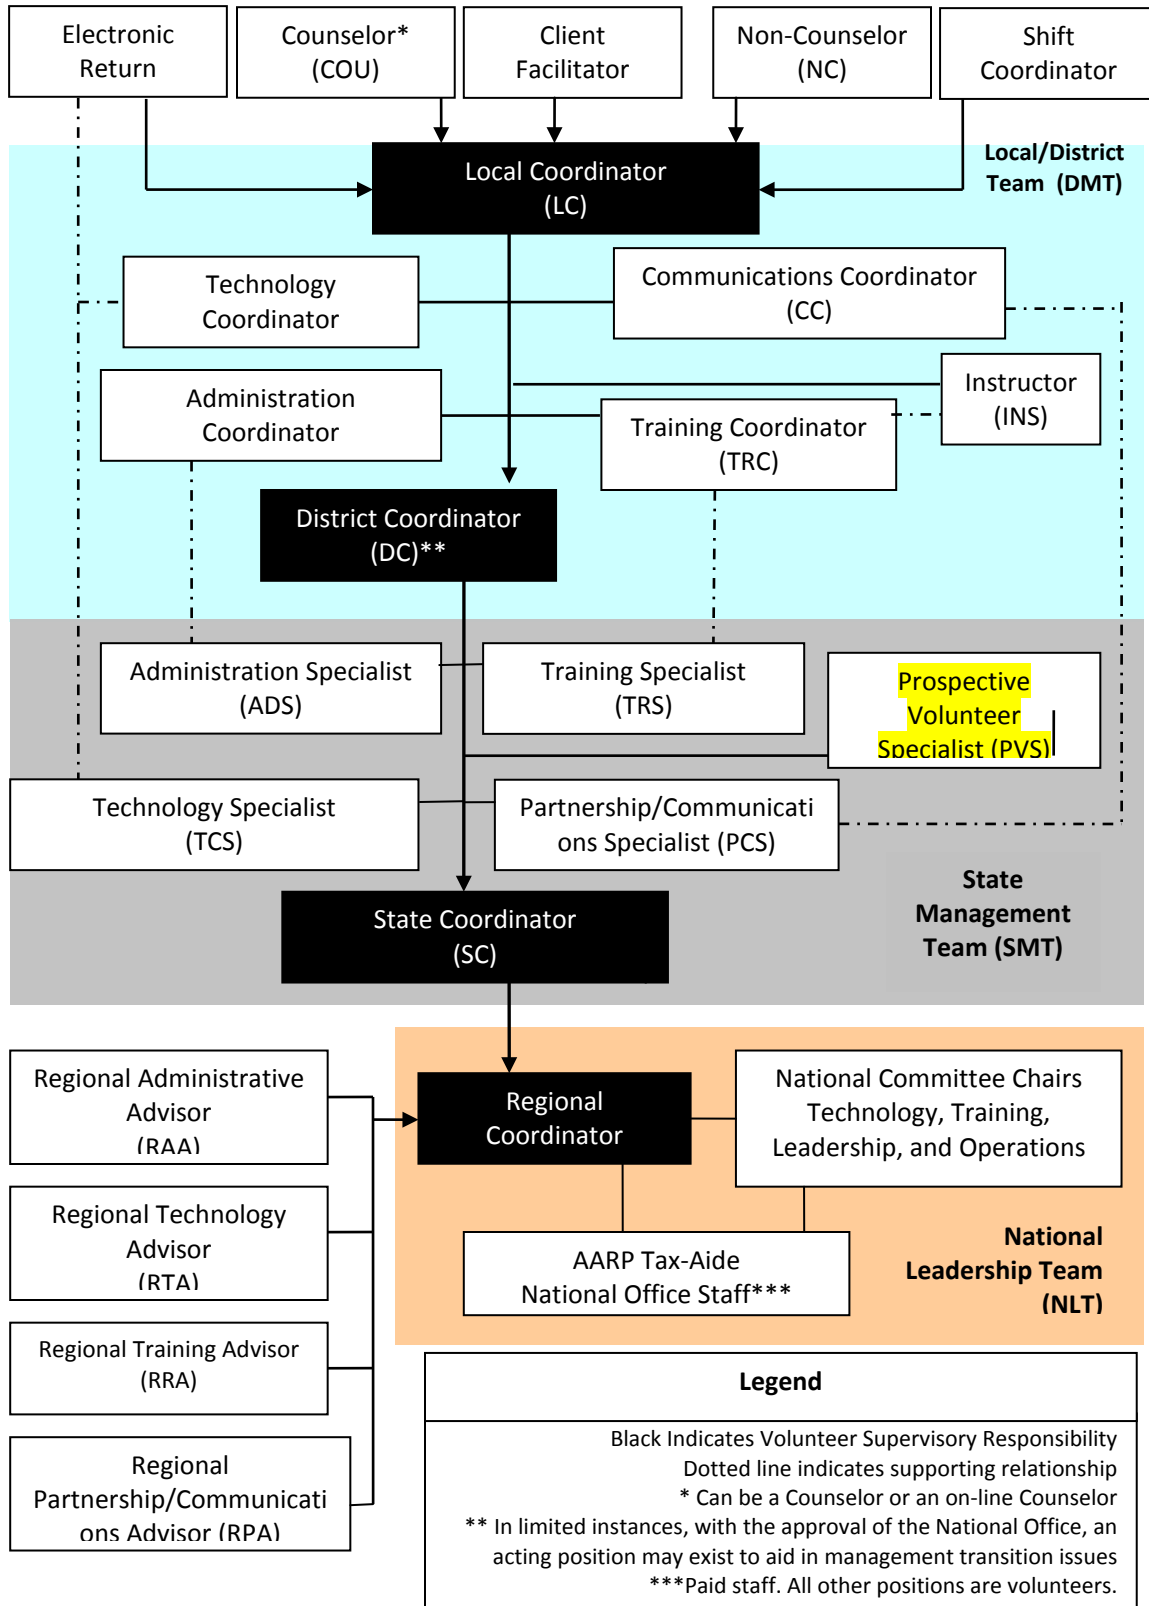 Electronic
Return
Counselor*
(COU)
Client
Facilitator
Non-Counselor
(NC)
Shift
Coordinator
Local/District
Team (DMT)
Local Coordinator
(LC)
Technology
Coordinator
Communications Coordinator
(CC)
Administration
Coordinator
Instructor
(INS)
Training Coordinator
(TRC)
District Coordinator
(DC)**
Administration Specialist
(ADS)
Training Specialist
(TRS)
Prospective
Volunteer
Specialist (PVS)
Technology Specialist
(TCS)
Partnership/Communicati
ons Specialist (PCS)
State
Management
Team (SMT)
State Coordinator
(SC)
Regional Administrative
Advisor
(RAA)
Regional
Coordinator
National Committee Chairs
Technology, Training,
Leadership, and Operations
Regional Technology
Advisor
(RTA)
AARP Tax-Aide
National Office Staff***
National
Leadership Team
(NLT)
Regional Training Advisor
(RRA)
Regional
Partnership/Communicati
ons Advisor (RPA)
Legend
Black Indicates Volunteer Supervisory Responsibility
Dotted line indicates supporting relationship
* Can be a Counselor or an on-line Counselor
** In limited instances, with the approval of the National Office, an
acting position may exist to aid in management transition issues
***Paid staff. All other positions are volunteers.